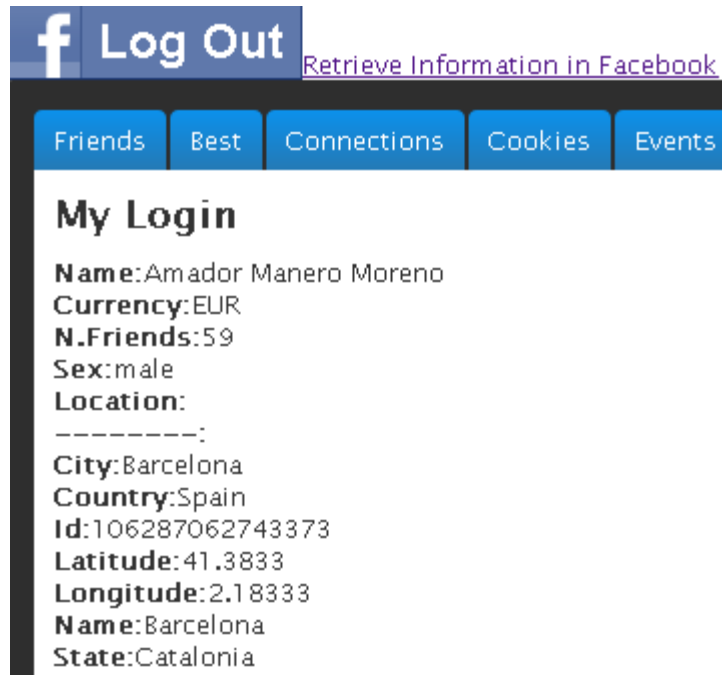 f Log Out Retrieve Information in Facebook
Friends Best Connections Cookies Events
My Login
Name:Amador Manero Moreno
Currency:EUR
N.Friends:59
Sex:male
Location:
---------:
City:Barcelona
Country:Spain
Id:106287062743373
Latitude:41.3833
Longitude:2.18333
Name:Barcelona
State:Catalonia